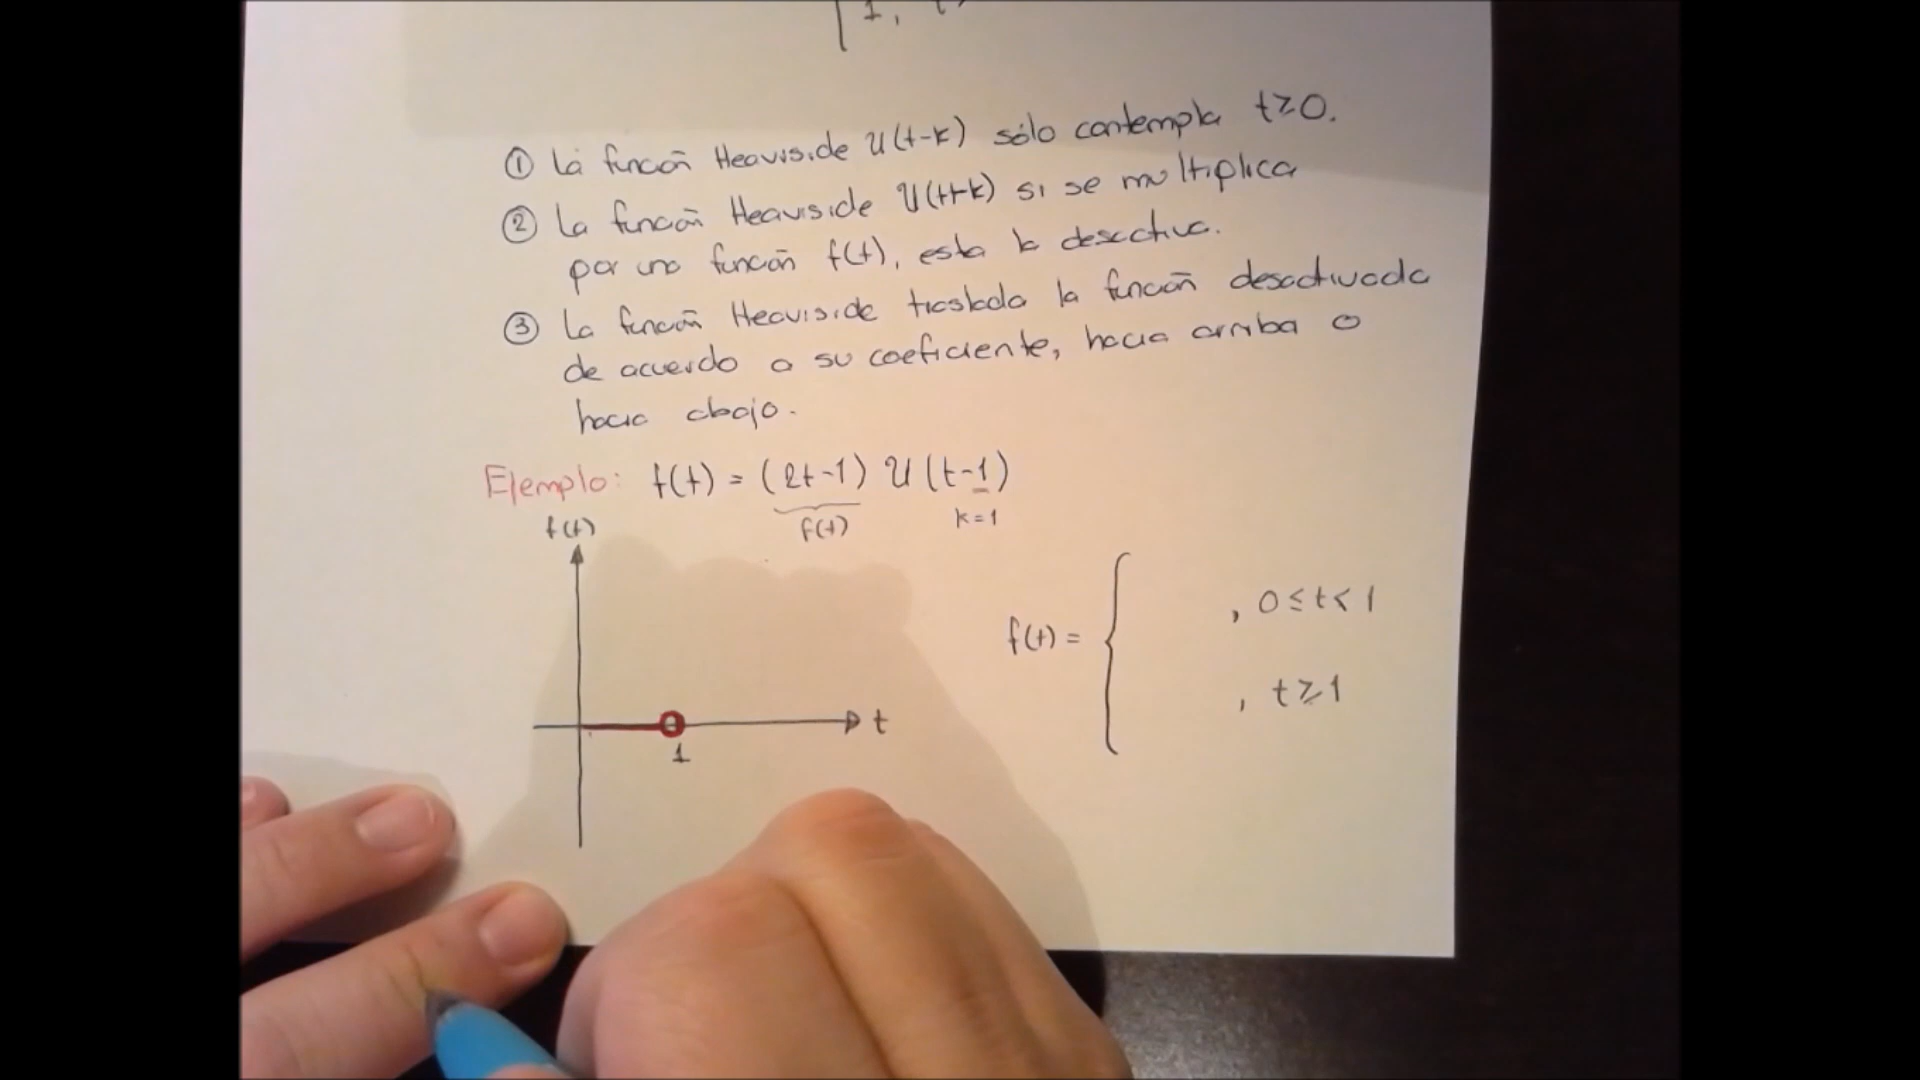 1, t
① La función Heaviside U(t-k) sólo contempla t≥0.
② La función Heaviside U(t-k) si se multiplica
por una función f(t), esta la desactiva.
③ La función Heaviside traslada la función desactivada
de acuerdo a su coeficiente, hacia arriba o
hacia abajo.
Ejemplo: f(t) = (2t-1) U(t-1)
f(t) k=1
f(t)
f(t) = { , 0≤t<1
, t≥1
t
1